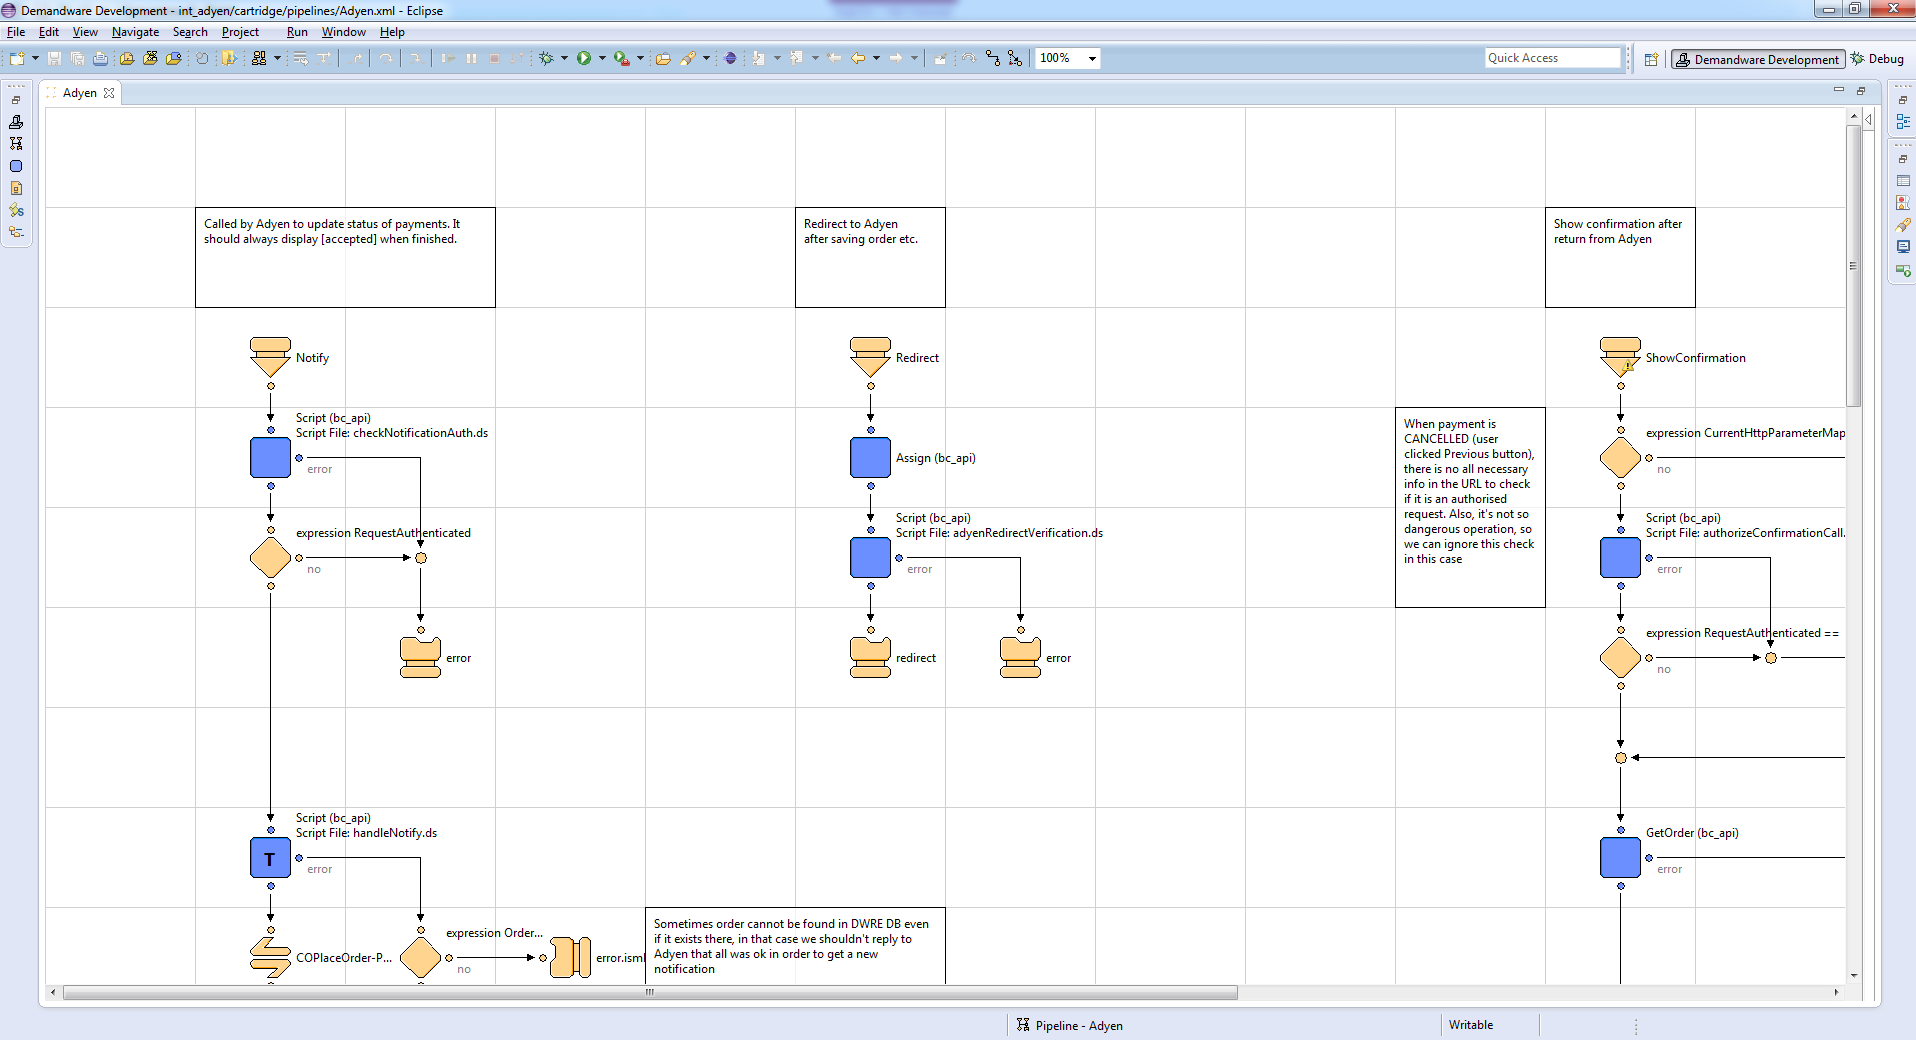 Demandware Development - int_adyen/cartridge/pipelines/Adyen.xml - Eclipse
File Edit View Navigate Search Project Run Window Help
100%
Quick Access
Demandware Development
Debug
Adyen
Called by Adyen to update status of payments. It
should always display [accepted] when finished.
Redirect to Adyen
after saving order etc.
Show confirmation after
return from Adyen
Notify
Redirect
ShowConfirmation
Script (bc_api)
Script File: checkNotificationAuth.ds
error
Assign (bc_api)
When payment is
CANCELLED (user
clicked Previous button),
there is no all necessary
info in the URL to check
if it is an authorised
request. Also, it's not so
dangerous operation, so
we can ignore this check
in this case
expression CurrentHttpParameterMap
no
expression RequestAuthenticated
no
Script (bc_api)
Script File: adyenRedirectVerification.ds
error
Script (bc_api)
Script File: authorizeConfirmationCall.
error
error
redirect
error
expression RequestAuthenticated ==
no
Script (bc_api)
Script File: handleNotify.ds
T
error
GetOrder (bc_api)
error
COPlaceOrder-P...
expression Order...
no
error.isml
Sometimes order cannot be found in DWRE DB even
if it exists there, in that case we shouldn't reply to
Adyen that all was ok in order to get a new
notification
Pipeline - Adyen
Writable